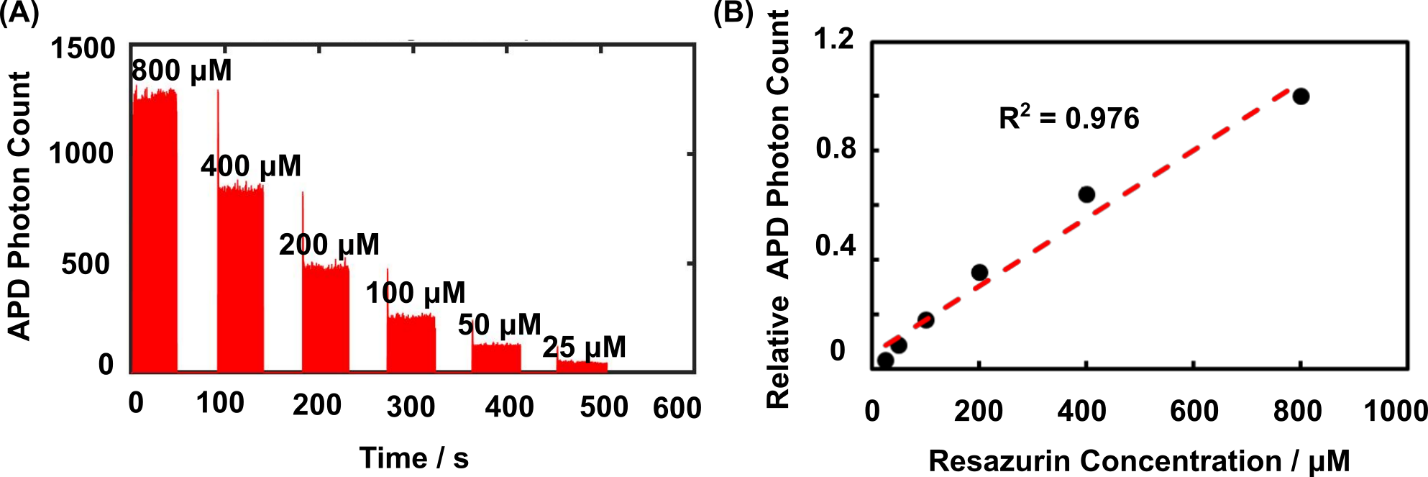 (A)
APD Photon Count
1500
1000
500
0
800 µM
400 µM
200 µM
100 µM
50 µM
25 µM
0 100 200 300 400 500 600
Time / s
(B)
Relative APD Photon Count
1.2
0.8
0.4
0
R² = 0.976
0 200 400 600 800 1000
Resazurin Concentration / µM